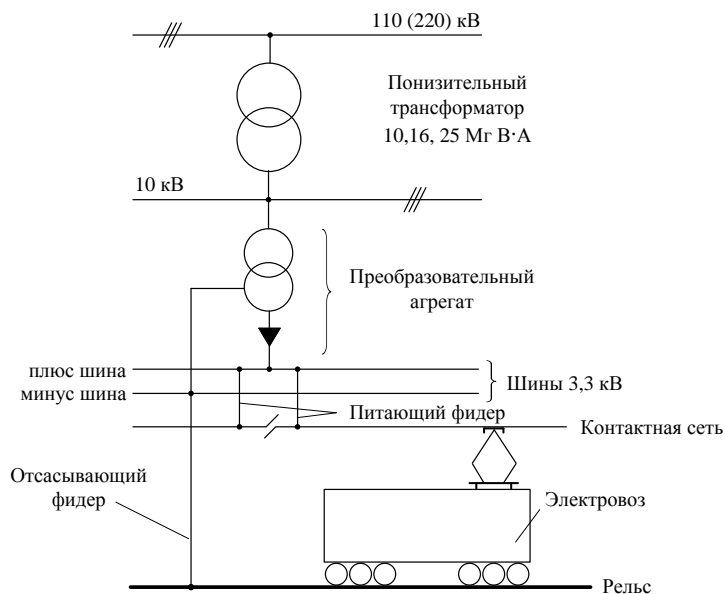 110 (220) кВ
Понизительный
трансформатор
10,16, 25 Мг В·А
10 кВ
Преобразовательный
агрегат
плюс шина
минус шина
Шины 3,3 кВ
Питающий фидер
Контактная сеть
Отсасывающий
фидер
Электровоз
Рельс